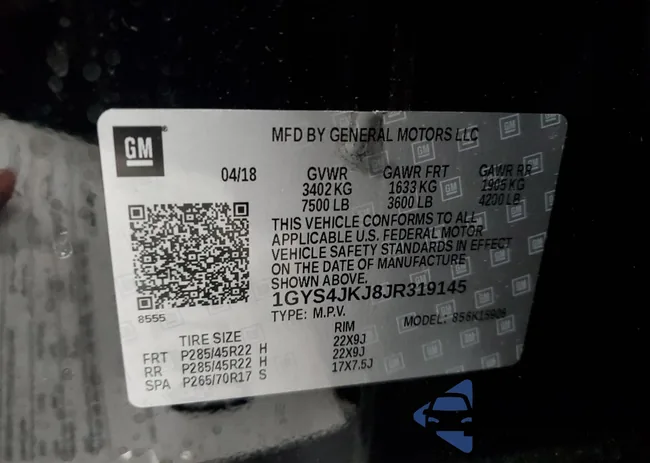 GM
MFD BY GENERAL MOTORS LLC
04/18 GVWR GAWR FRT GAWR RR
3402 KG 1633 KG 1905 KG
7500 LB 3600 LB 4200 LB
THIS VEHICLE CONFORMS TO ALL
APPLICABLE U.S. FEDERAL MOTOR
VEHICLE SAFETY STANDARDS IN EFFECT
ON THE DATE OF MANUFACTURE
SHOWN ABOVE.
8555
1GYS4JKJ8JR319145
TYPE: M.P.V. MODEL:
TIRE SIZE RIM
FRT P285/45R22 H 22X9J
RR P285/45R22 H 22X9J
SPA P265/70R17 S 17X7.5J